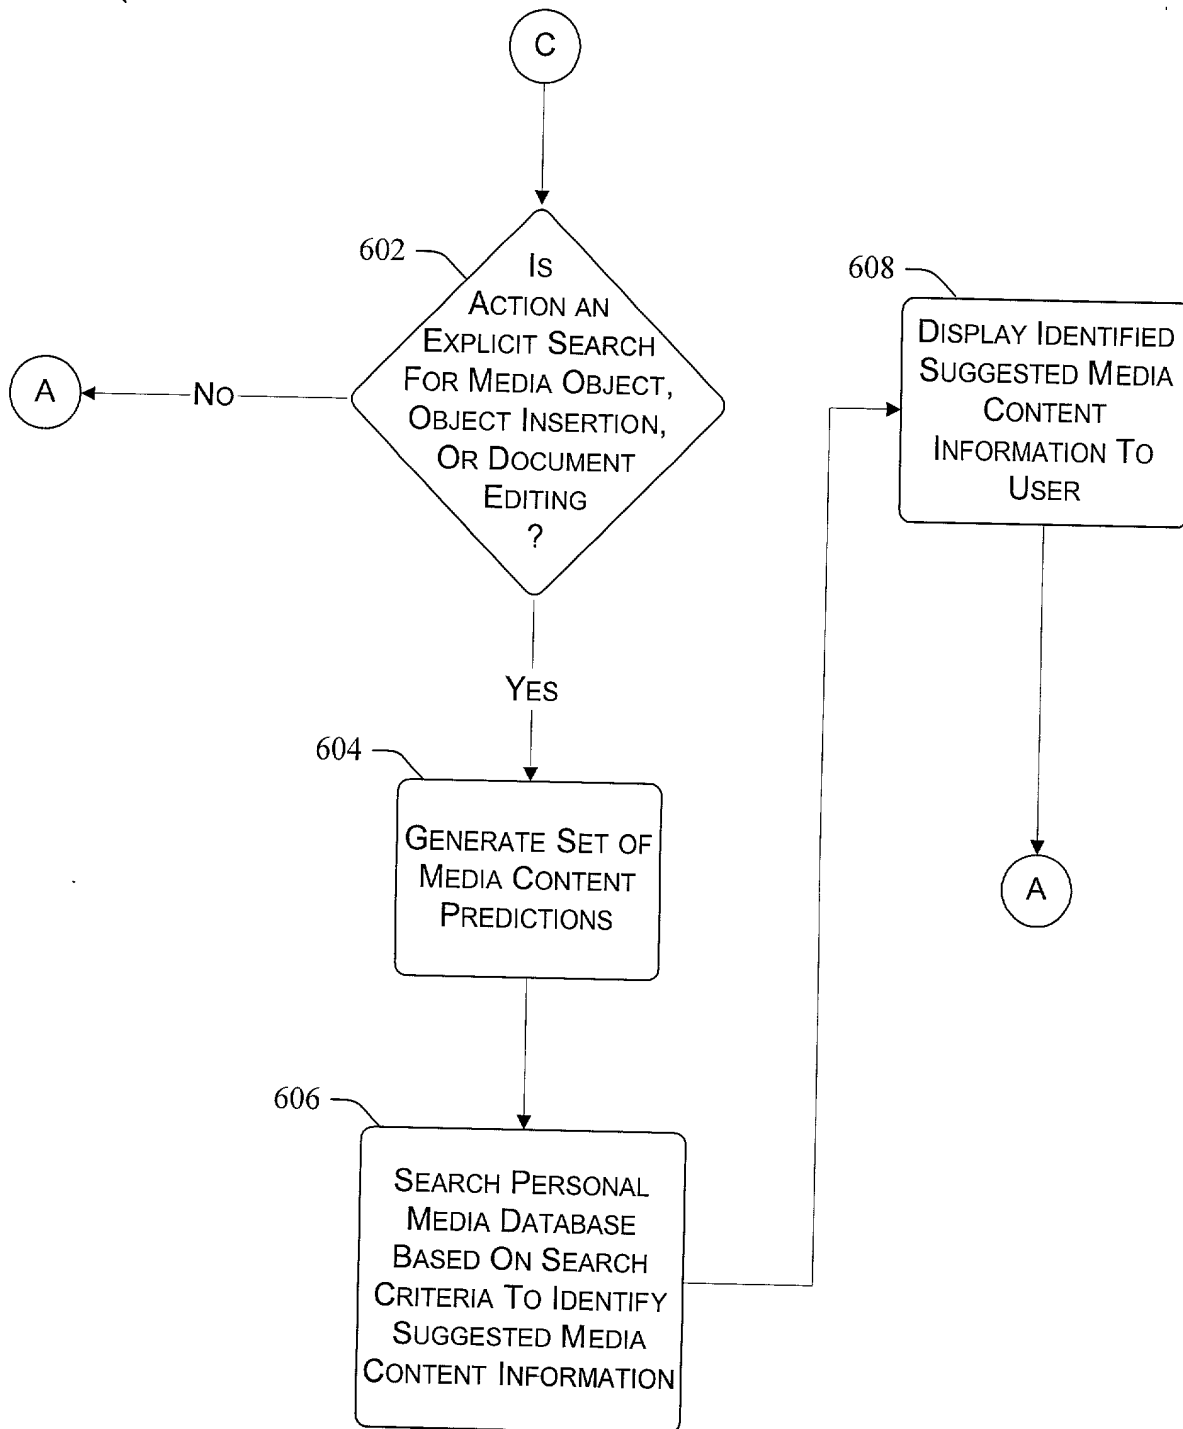 C
602
IS
ACTION AN
EXPLICIT SEARCH
FOR MEDIA OBJECT,
OBJECT INSERTION,
OR DOCUMENT
EDITING
?
A
NO
YES
604
GENERATE SET OF
MEDIA CONTENT
PREDICTIONS
606
SEARCH PERSONAL
MEDIA DATABASE
BASED ON SEARCH
CRITERIA TO IDENTIFY
SUGGESTED MEDIA
CONTENT INFORMATION
608
DISPLAY IDENTIFIED
SUGGESTED MEDIA
CONTENT
INFORMATION TO
USER
A